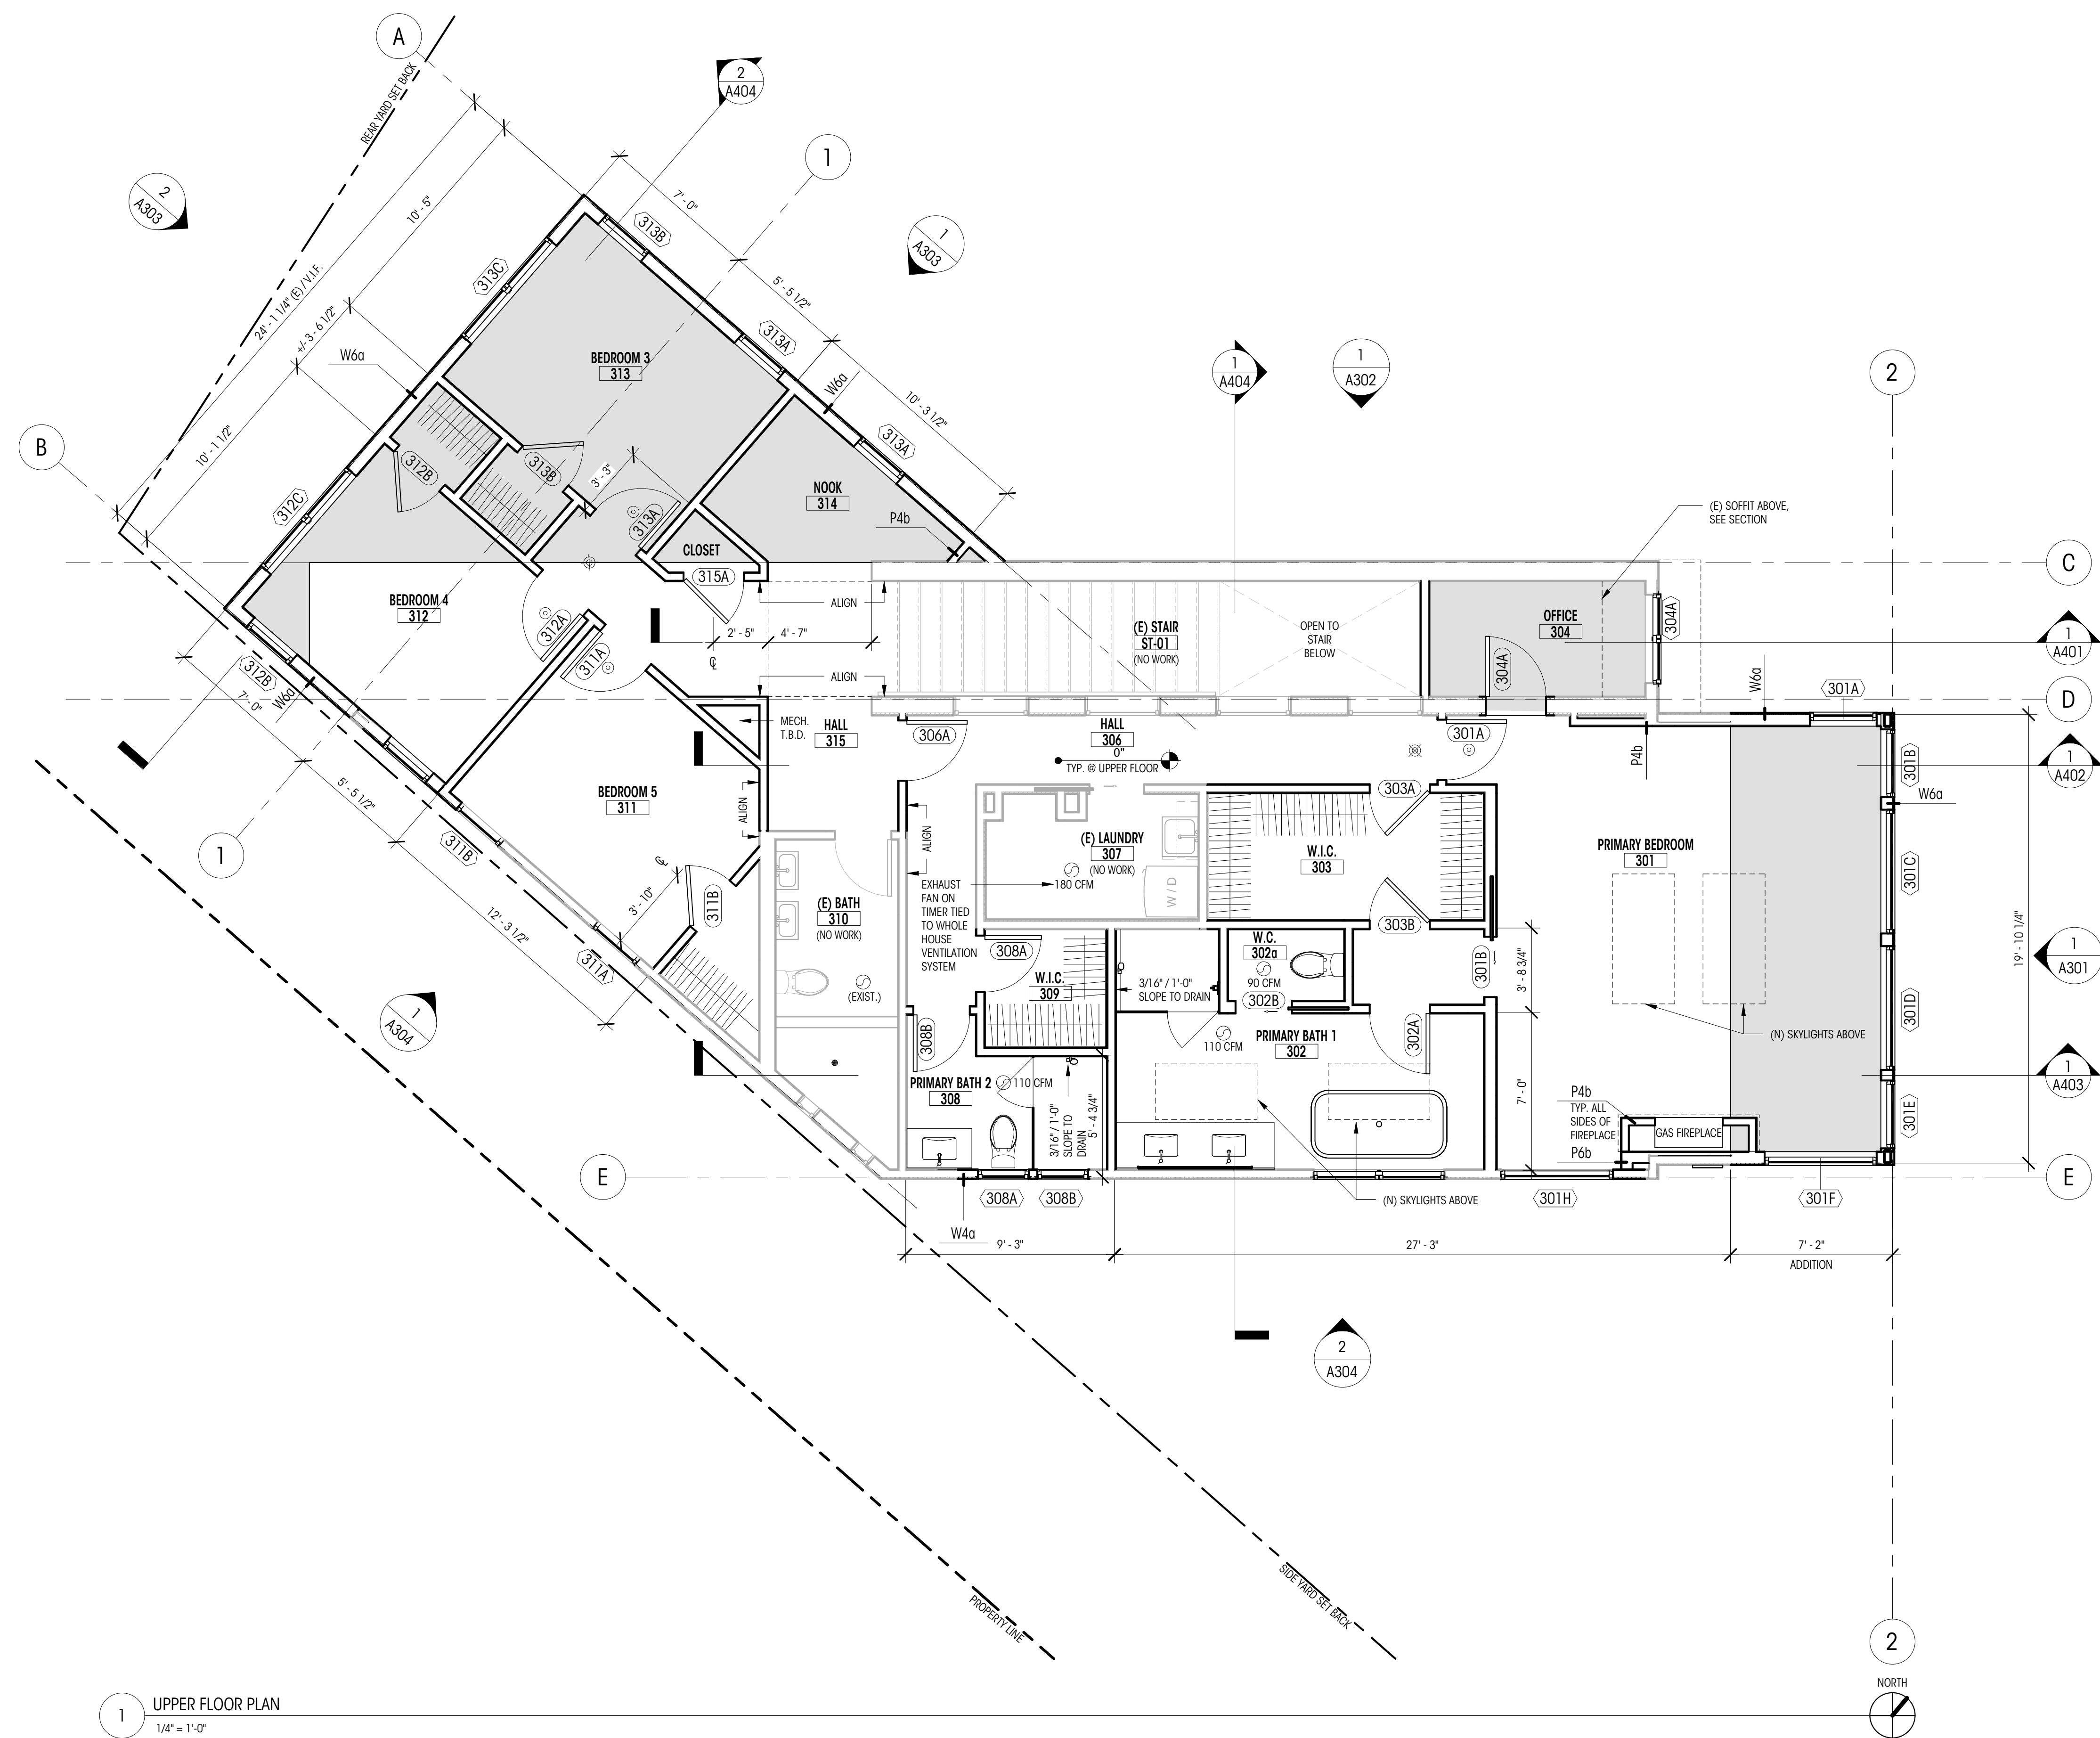 A
REAR YARD SET BACK
2
A404
1
2
A303
1
A303
7' - 0"
313B
10' - 5"
313C
5' - 5 1/2"
24' - 1 1/4" (E) / V.I.F.
+/- 3 - 6 1/2"
W6a
313A
BEDROOM 3
313
W6a
10' - 3 1/2"
1
A404
1
A302
2
B
10' - 1 1/2"
313A
312B
313B
3' - 3"
NOOK
314
312C
313A
P4b
(E) SOFFIT ABOVE,
SEE SECTION
CLOSET
315A
C
BEDROOM 4
312
ALIGN
312A
311A
2' - 5"
4' - 7"
(E) STAIR
ST-01
(NO WORK)
OPEN TO
STAIR
BELOW
OFFICE
304
304A
304A
1
A401
312B
W6a
7' - 0"
ALIGN
W6a
301A
D
MECH.
T.B.D.
HALL
315
306A
HALL
306
0"
TYP. @ UPPER FLOOR
301A
P4b
301B
1
A402
5' - 5 1/2"
BEDROOM 5
311
ALIGN
ALIGN
303A
W6a
1
311B
(E) LAUNDRY
307
(NO WORK)
180 CFM
W / D
W.I.C.
303
PRIMARY BEDROOM
301
301C
EXHAUST
FAN ON
TIMER TIED
TO WHOLE
HOUSE
VENTILATION
SYSTEM
12' - 3 1/2"
3' - 10"
311B
(E) BATH
310
(NO WORK)
303B
311A
308A
W.C.
302a
90 CFM
302B
301B
3' - 8 3/4"
19' - 10 1/4"
1
A301
W.I.C.
309
3/16" / 1'-0"
SLOPE TO DRAIN
(EXIST.)
1
A304
308B
110 CFM
PRIMARY BATH 1
302
302A
301D
(N) SKYLIGHTS ABOVE
PRIMARY BATH 2
308
110 CFM
3/16" / 1'-0"
SLOPE TO
DRAIN
5' - 4 3/4"
7' - 0"
P4b
TYP. ALL
SIDES OF
FIREPLACE
P6b
GAS FIREPLACE
301E
1
A403
E
308A
308B
(N) SKYLIGHTS ABOVE
301H
301F
E
W4a
9' - 3"
27' - 3"
7' - 2"
ADDITION
2
A304
PROPERTY LINE
SIDE YARD SET BACK
2
NORTH
1
UPPER FLOOR PLAN
1/4" = 1'-0"